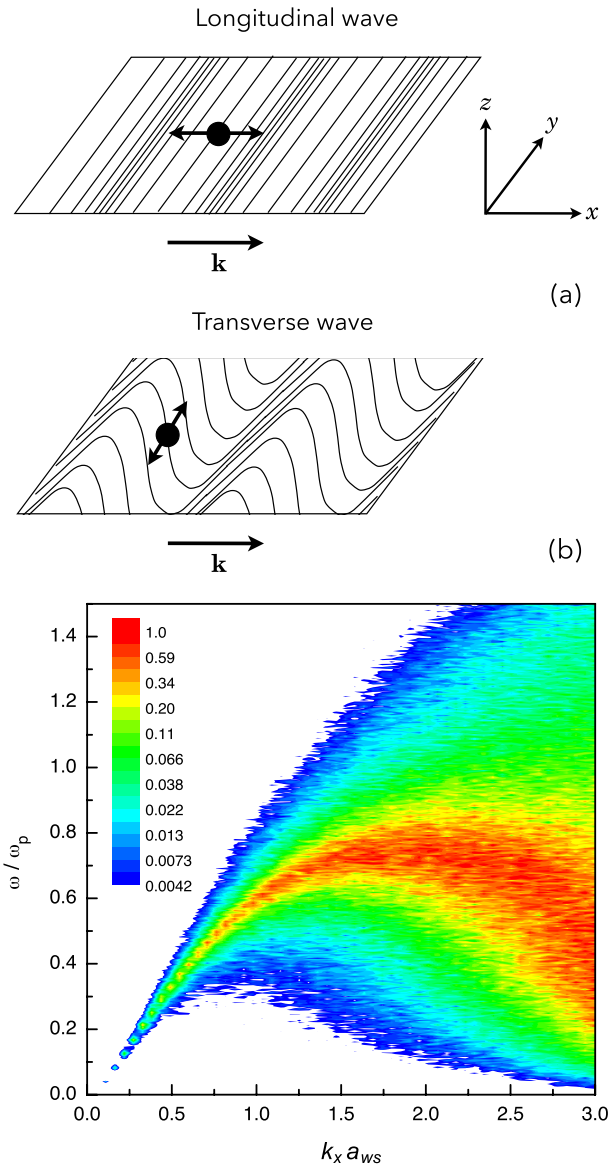 Longitudinal wave
z
y
x
k
(a)
Transverse wave
k
(b)
1.4
1.2
1.0
0.8
0.6
0.4
0.2
0.0
ω / ωp
1.0
0.59
0.34
0.20
0.11
0.066
0.038
0.022
0.013
0.0073
0.0042
0.0 0.5 1.0 1.5 2.0 2.5 3.0
kx aws